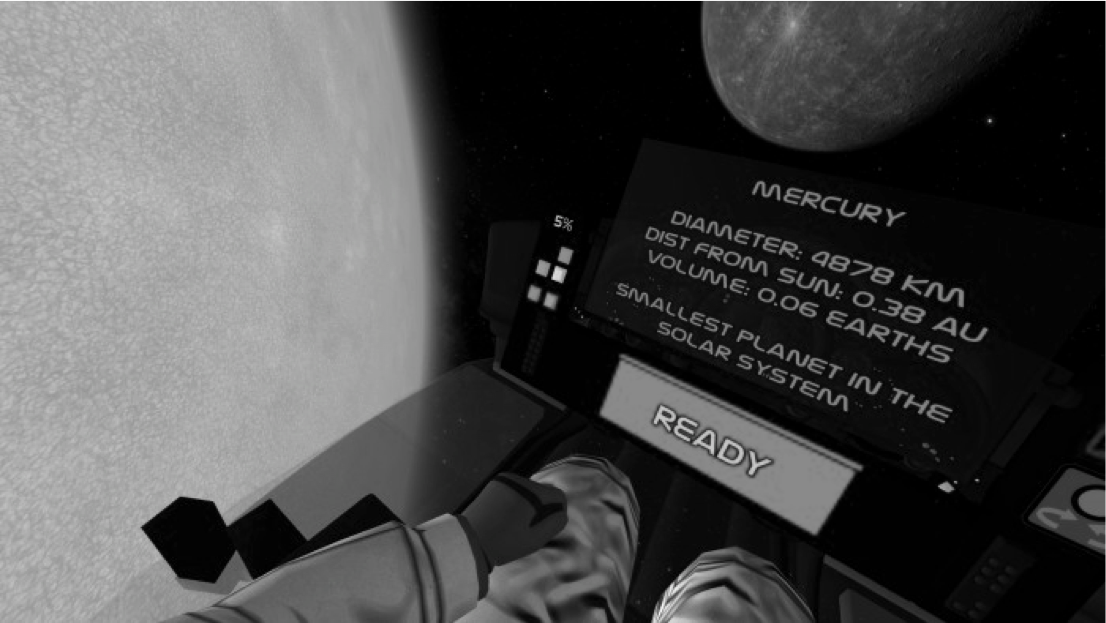 5%
MERCURY
DIAMETER: 4878 KM
DIST FROM SUN: 0.38 AU
VOLUME: 0.06 EARTHS
SMALLEST PLANET IN THE
SOLAR SYSTEM
READY